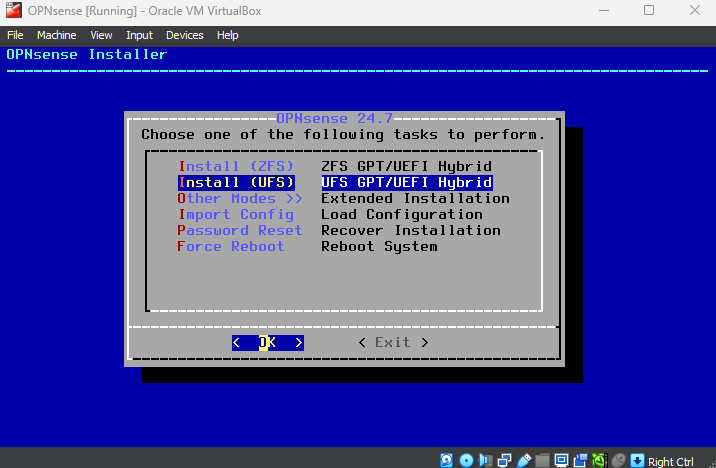 OPNsense [Running] - Oracle VM VirtualBox
File Machine View Input Devices Help
OPNsense Installer
OPNsense 24.7
Choose one of the following tasks to perform.
Install (ZFS) ZFS GPT/UEFI Hybrid
Install (UFS) UFS GPT/UEFI Hybrid
Other Modes >> Extended Installation
Import Config Load Configuration
Password Reset Recover Installation
Force Reboot Reboot System
< OK > < Exit >
Right Ctrl